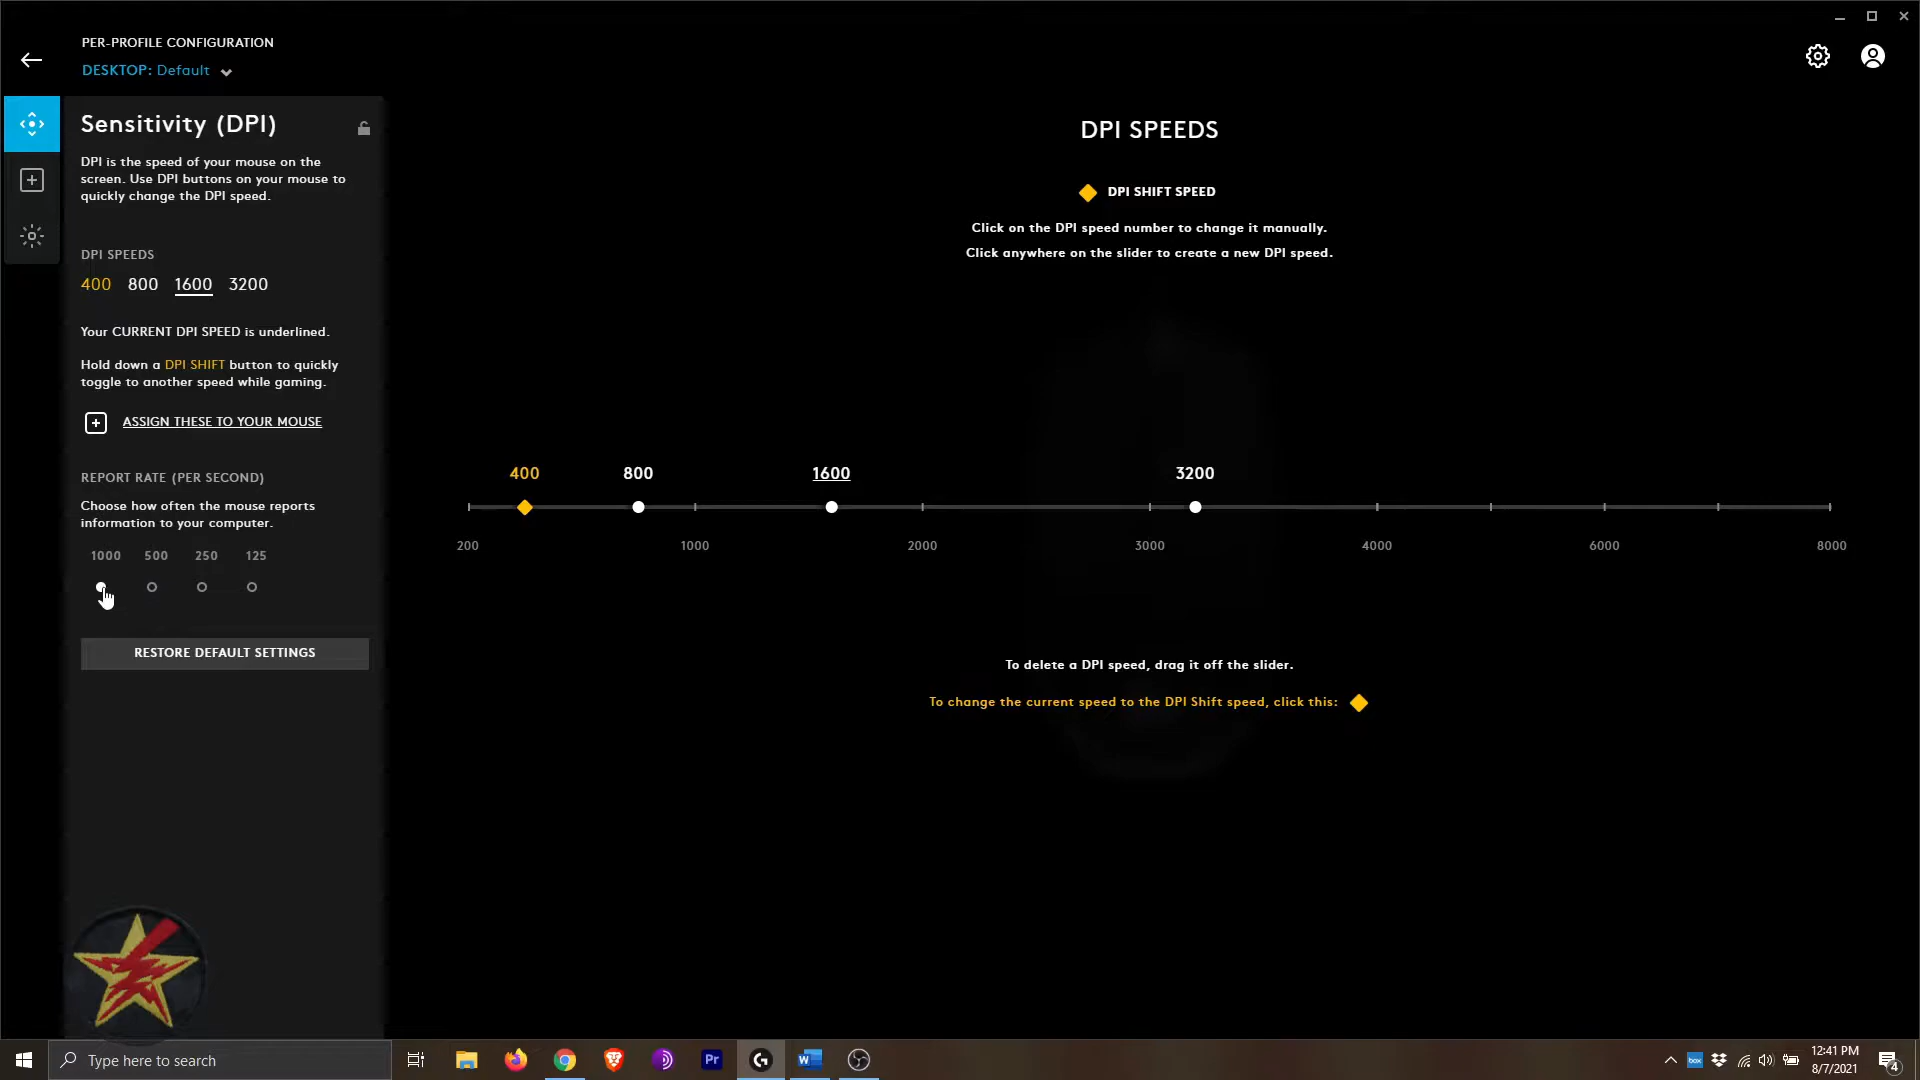 PER-PROFILE CONFIGURATION
DESKTOP: Default
Sensitivity (DPI)
DPI is the speed of your mouse on the
screen. Use DPI buttons on your mouse to
quickly change the DPI speed.
DPI SPEEDS
400 800 1600 3200
Your CURRENT DPI SPEED is underlined.
Hold down a DPI SHIFT button to quickly
toggle to another speed while gaming.
ASSIGN THESE TO YOUR MOUSE
REPORT RATE (PER SECOND)
Choose how often the mouse reports
information to your computer.
1000 500 250 125
RESTORE DEFAULT SETTINGS
DPI SPEEDS
DPI SHIFT SPEED
Click on the DPI speed number to change it manually.
Click anywhere on the slider to create a new DPI speed.
400 800 1600 3200
200 1000 2000 3000 4000 6000 8000
To delete a DPI speed, drag it off the slider.
To change the current speed to the DPI Shift speed, click this:
Type here to search
Pr
W
box
12:41 PM
8/7/2021
4